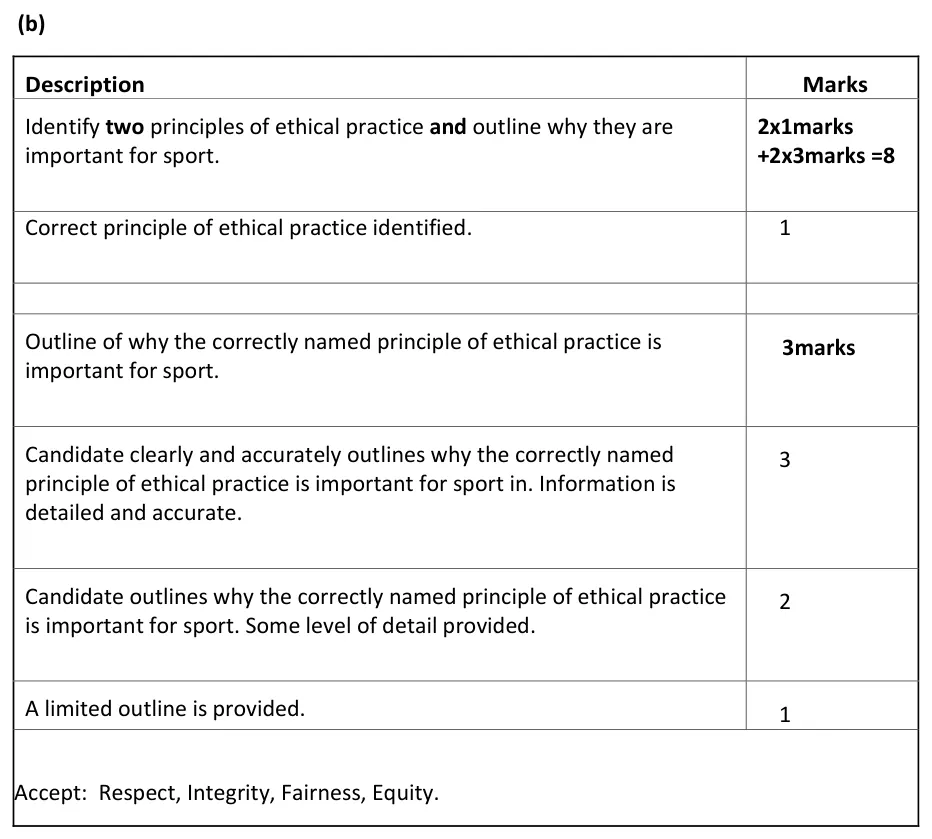 (b)
Description Marks
Identify two principles of ethical practice and outline why they are 2x1marks
important for sport. +2x3marks =8
Correct principle of ethical practice identified. 1
Outline of why the correctly named principle of ethical practice is 3marks
important for sport.
Candidate clearly and accurately outlines why the correctly named 3
principle of ethical practice is important for sport in. Information is
detailed and accurate.
Candidate outlines why the correctly named principle of ethical practice 2
is important for sport. Some level of detail provided.
A limited outline is provided. 1
Accept:  Respect, Integrity, Fairness, Equity.